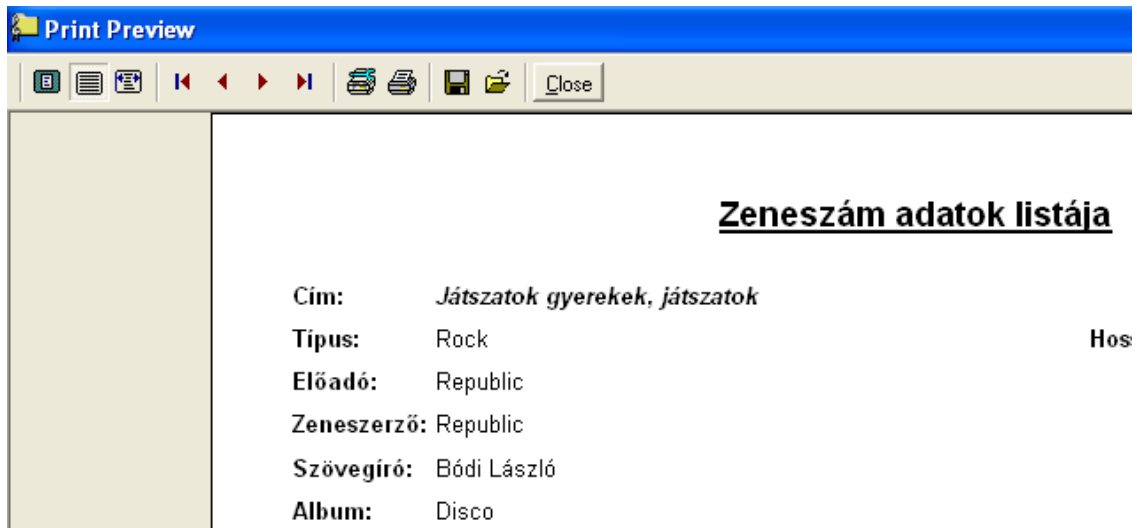 Print Preview
Close
Zeneszám adatok listája
Cím: Játszatok gyerekek, játszatok
Típus: Rock
Előadó: Republic
Zeneszerző: Republic
Szövegíró: Bódi László
Album: Disco